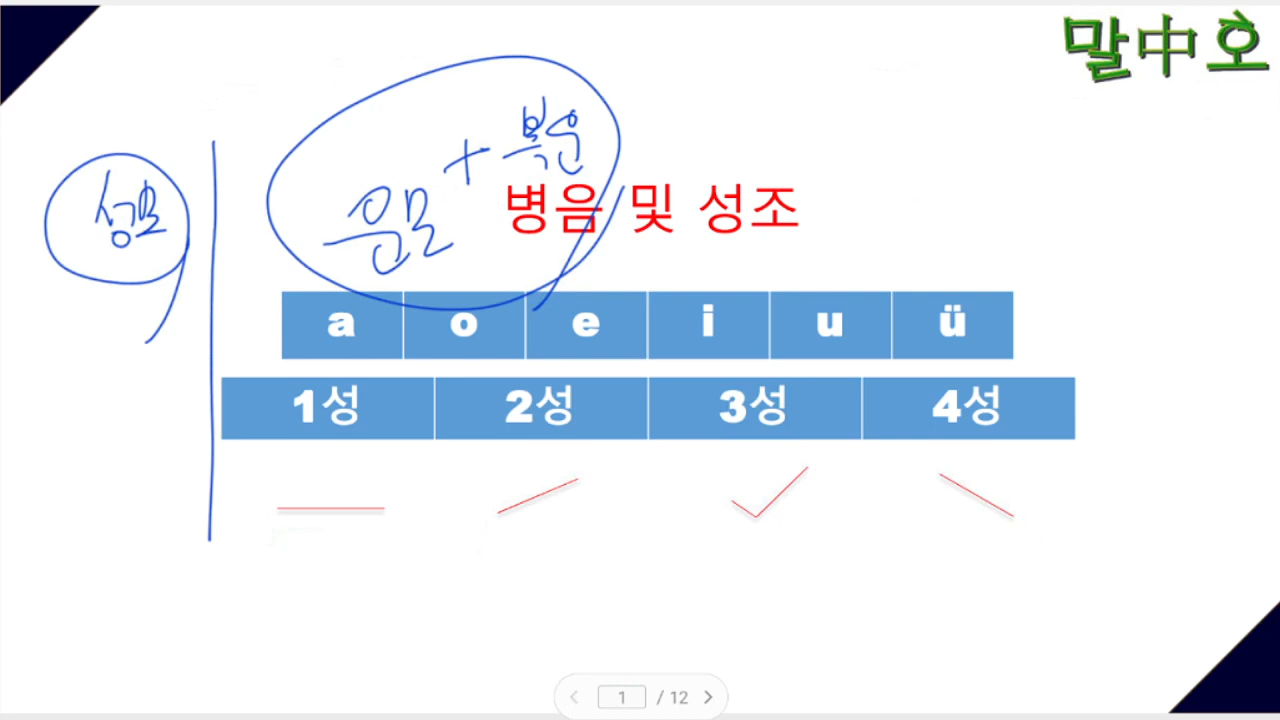 말中호
운모 + 복운
성모
병음 및 성조
a o e i u ü
1성 2성 3성 4성
1 / 12